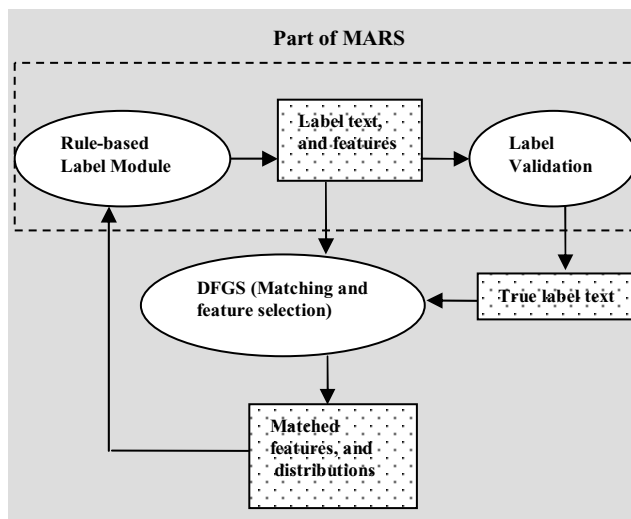 Part of MARS
Rule-based
Label Module
Label text,
and features
Label
Validation
DFGS (Matching and
feature selection)
True label text
Matched
features, and
distributions